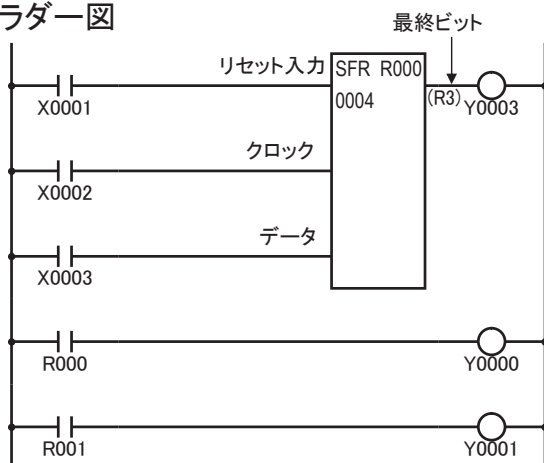 ラダー図
最終ビット
リセット入力
SFR R000
X0001
0004
(R3)
Y0003
クロック
X0002
データ
X0003
R000
Y0000
R001
Y0001